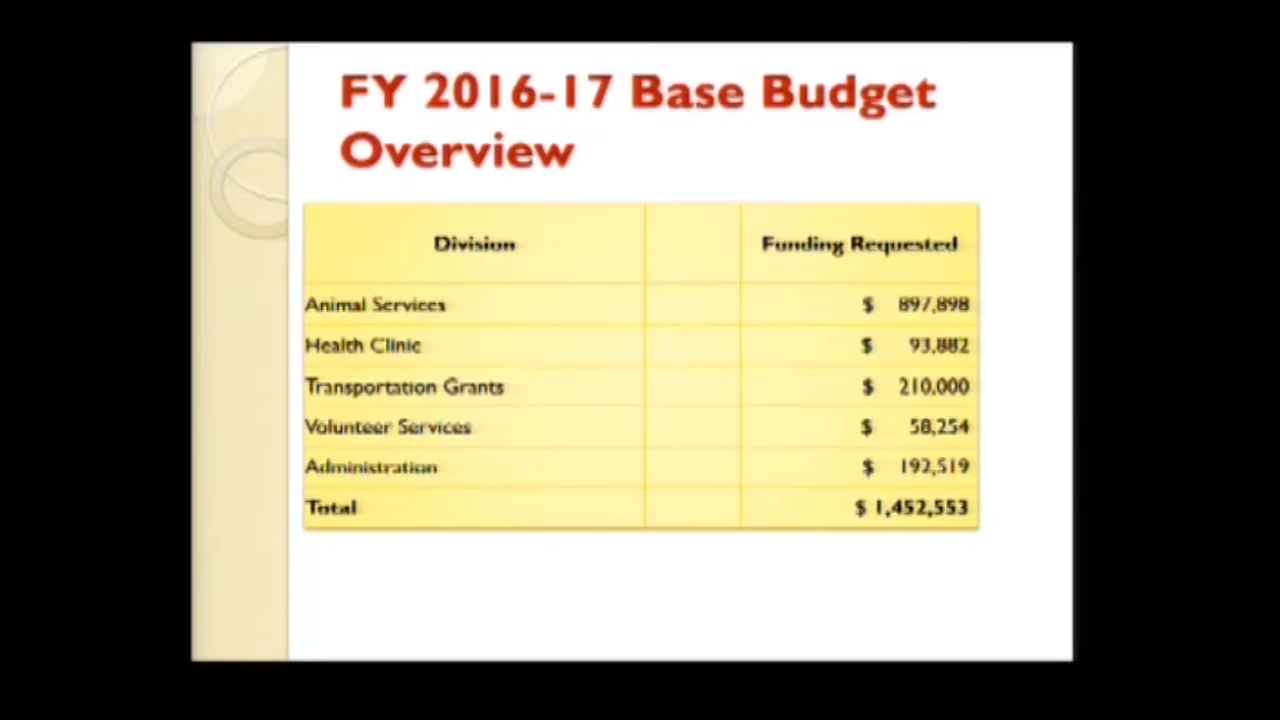 FY 2016-17 Base Budget
Overview
Division Funding Requested
Animal Services $ 897,898
Health Clinic $ 93,882
Transportation Grants $ 210,000
Volunteer Services $ 58,254
Administration $ 192,519
Total $ 1,452,553